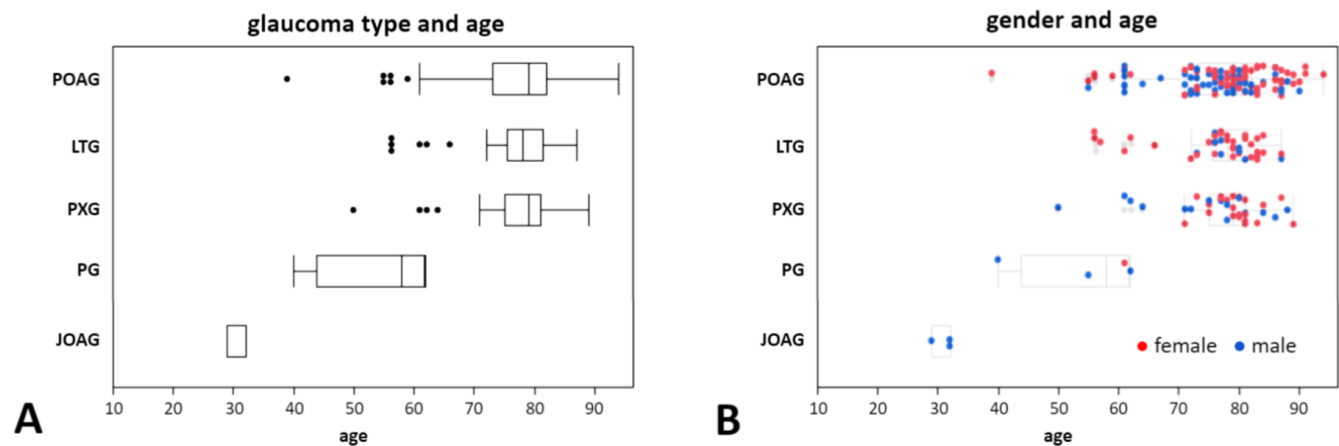 glaucoma type and age
POAG
LTG
PXG
PG
JOAG
10 20 30 40 50 60 70 80 90
age
A
gender and age
POAG
LTG
PXG
PG
JOAG
female male
10 20 30 40 50 60 70 80 90
age
B